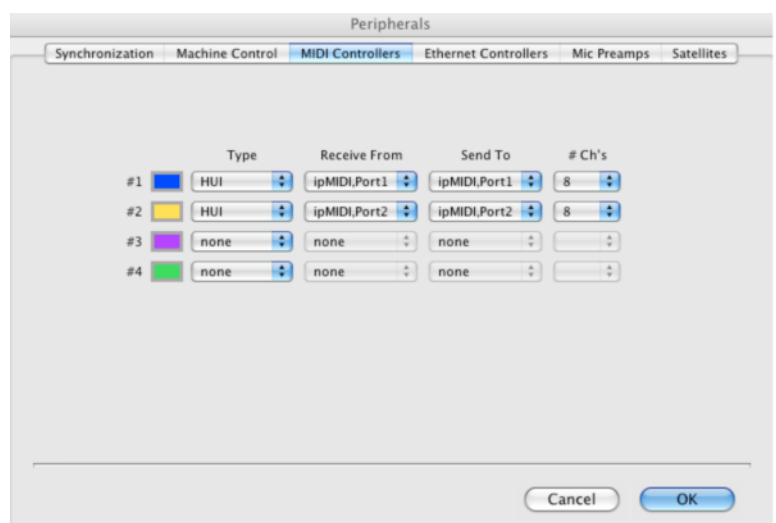 Peripherals
Synchronization Machine Control MIDI Controllers Ethernet Controllers Mic Preamps Satellites
Type Receive From Send To # Ch's
#1 HUI ipMIDI,Port1 ipMIDI,Port1 8
#2 HUI ipMIDI,Port2 ipMIDI,Port2 8
#3 none none none
#4 none none none
Cancel OK